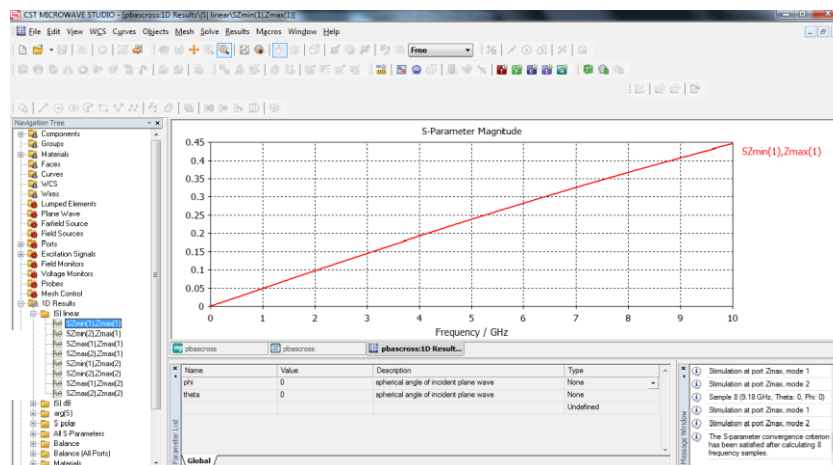 CST MICROWAVE STUDIO - [pbascross:1D Results\|S| linear\SZmin(1),Zmax(1)]
File Edit View WCS Curves Objects Mesh Solve Results Macros Window Help
Free
Navigation Tree
Components
Groups
Materials
Faces
Curves
WCS
Wires
Lumped Elements
Plane Wave
Farfield Source
Field Sources
Ports
Excitation Signals
Field Monitors
Voltage Monitors
Probes
Mesh Control
1D Results
|S| linear
SZmin(1),Zmax(1)
SZmin(2),Zmax(1)
SZmax(1),Zmax(1)
SZmax(2),Zmax(1)
SZmin(1),Zmax(2)
SZmin(2),Zmax(2)
SZmax(1),Zmax(2)
SZmax(2),Zmax(2)
|S| dB
arg(S)
S polar
All S-Parameters
Balance
Balance (All Ports)
Materials
S-Parameter Magnitude
0.45
0.4
0.35
0.3
0.25
0.2
0.15
0.1
0.05
0
0 1 2 3 4 5 6 7 8 9 10
Frequency / GHz
SZmin(1),Zmax(1)
pbascross pbascross pbascross:1D Result...
Parameter List
Name Value Description Type
phi 0 spherical angle of incident plane wave None
theta 0 spherical angle of incident plane wave None
Undefined
Global
Message Window
Stimulation at port Zmax, mode 1
Stimulation at port Zmax, mode 2
Sample 8 (9.18 GHz, Theta: 0, Phi: 0)
Stimulation at port Zmax, mode 1
Stimulation at port Zmax, mode 2
The S-parameter convergence criterion
has been satisfied after calculating 8
frequency samples.